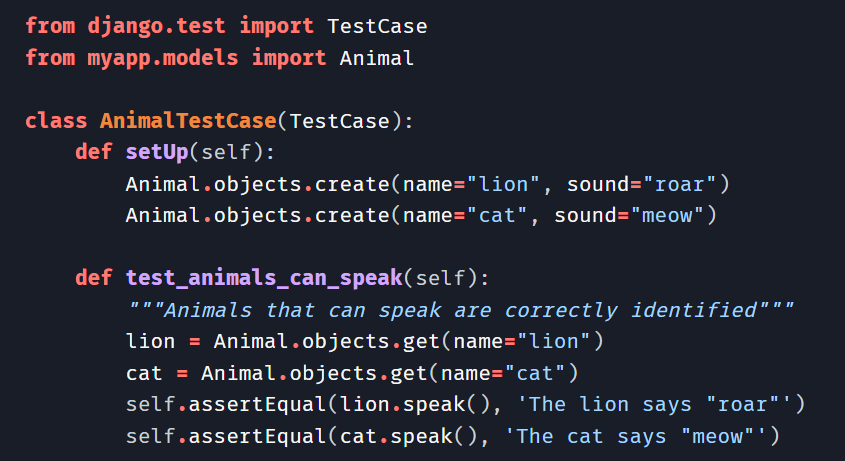 from django.test import TestCase
from myapp.models import Animal

class AnimalTestCase(TestCase):
    def setUp(self):
        Animal.objects.create(name="lion", sound="roar")
        Animal.objects.create(name="cat", sound="meow")

    def test_animals_can_speak(self):
        """Animals that can speak are correctly identified"""
        lion = Animal.objects.get(name="lion")
        cat = Animal.objects.get(name="cat")
        self.assertEqual(lion.speak(), 'The lion says "roar"')
        self.assertEqual(cat.speak(), 'The cat says "meow"')